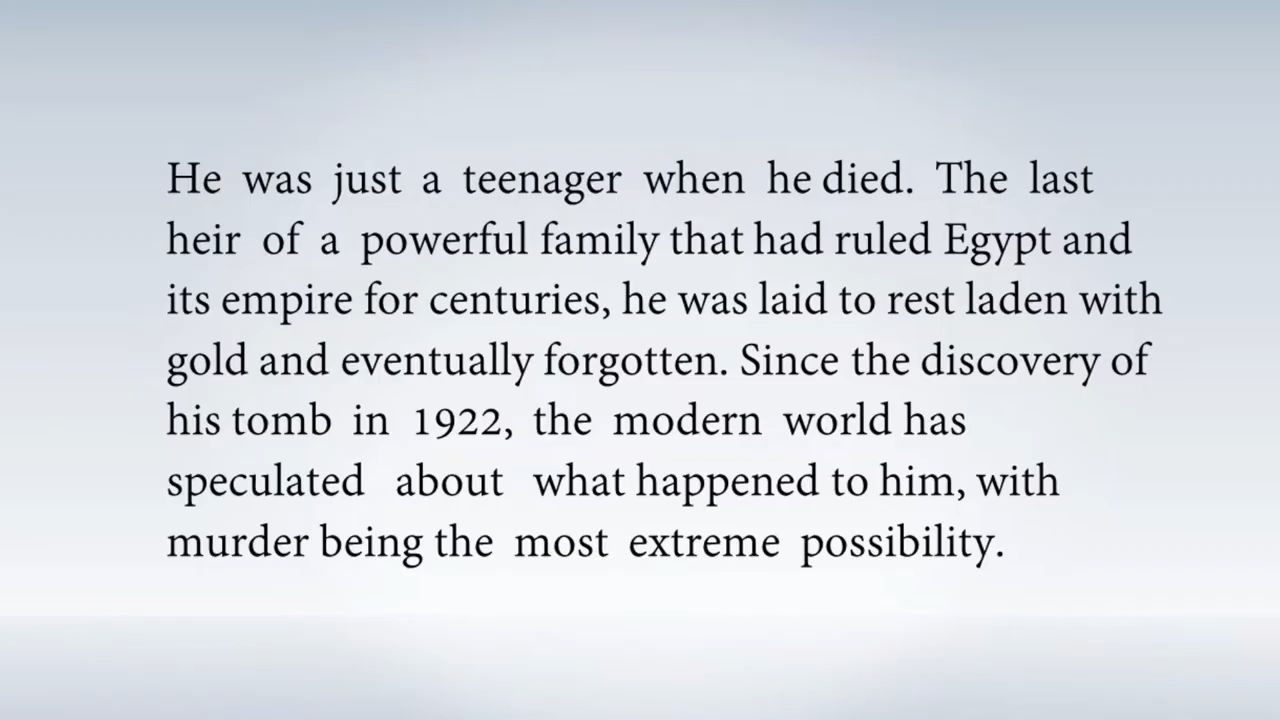 He was just a teenager when he died. The last
heir of a powerful family that had ruled Egypt and
its empire for centuries, he was laid to rest laden with
gold and eventually forgotten. Since the discovery of
his tomb in 1922, the modern world has
speculated about what happened to him, with
murder being the most extreme possibility.